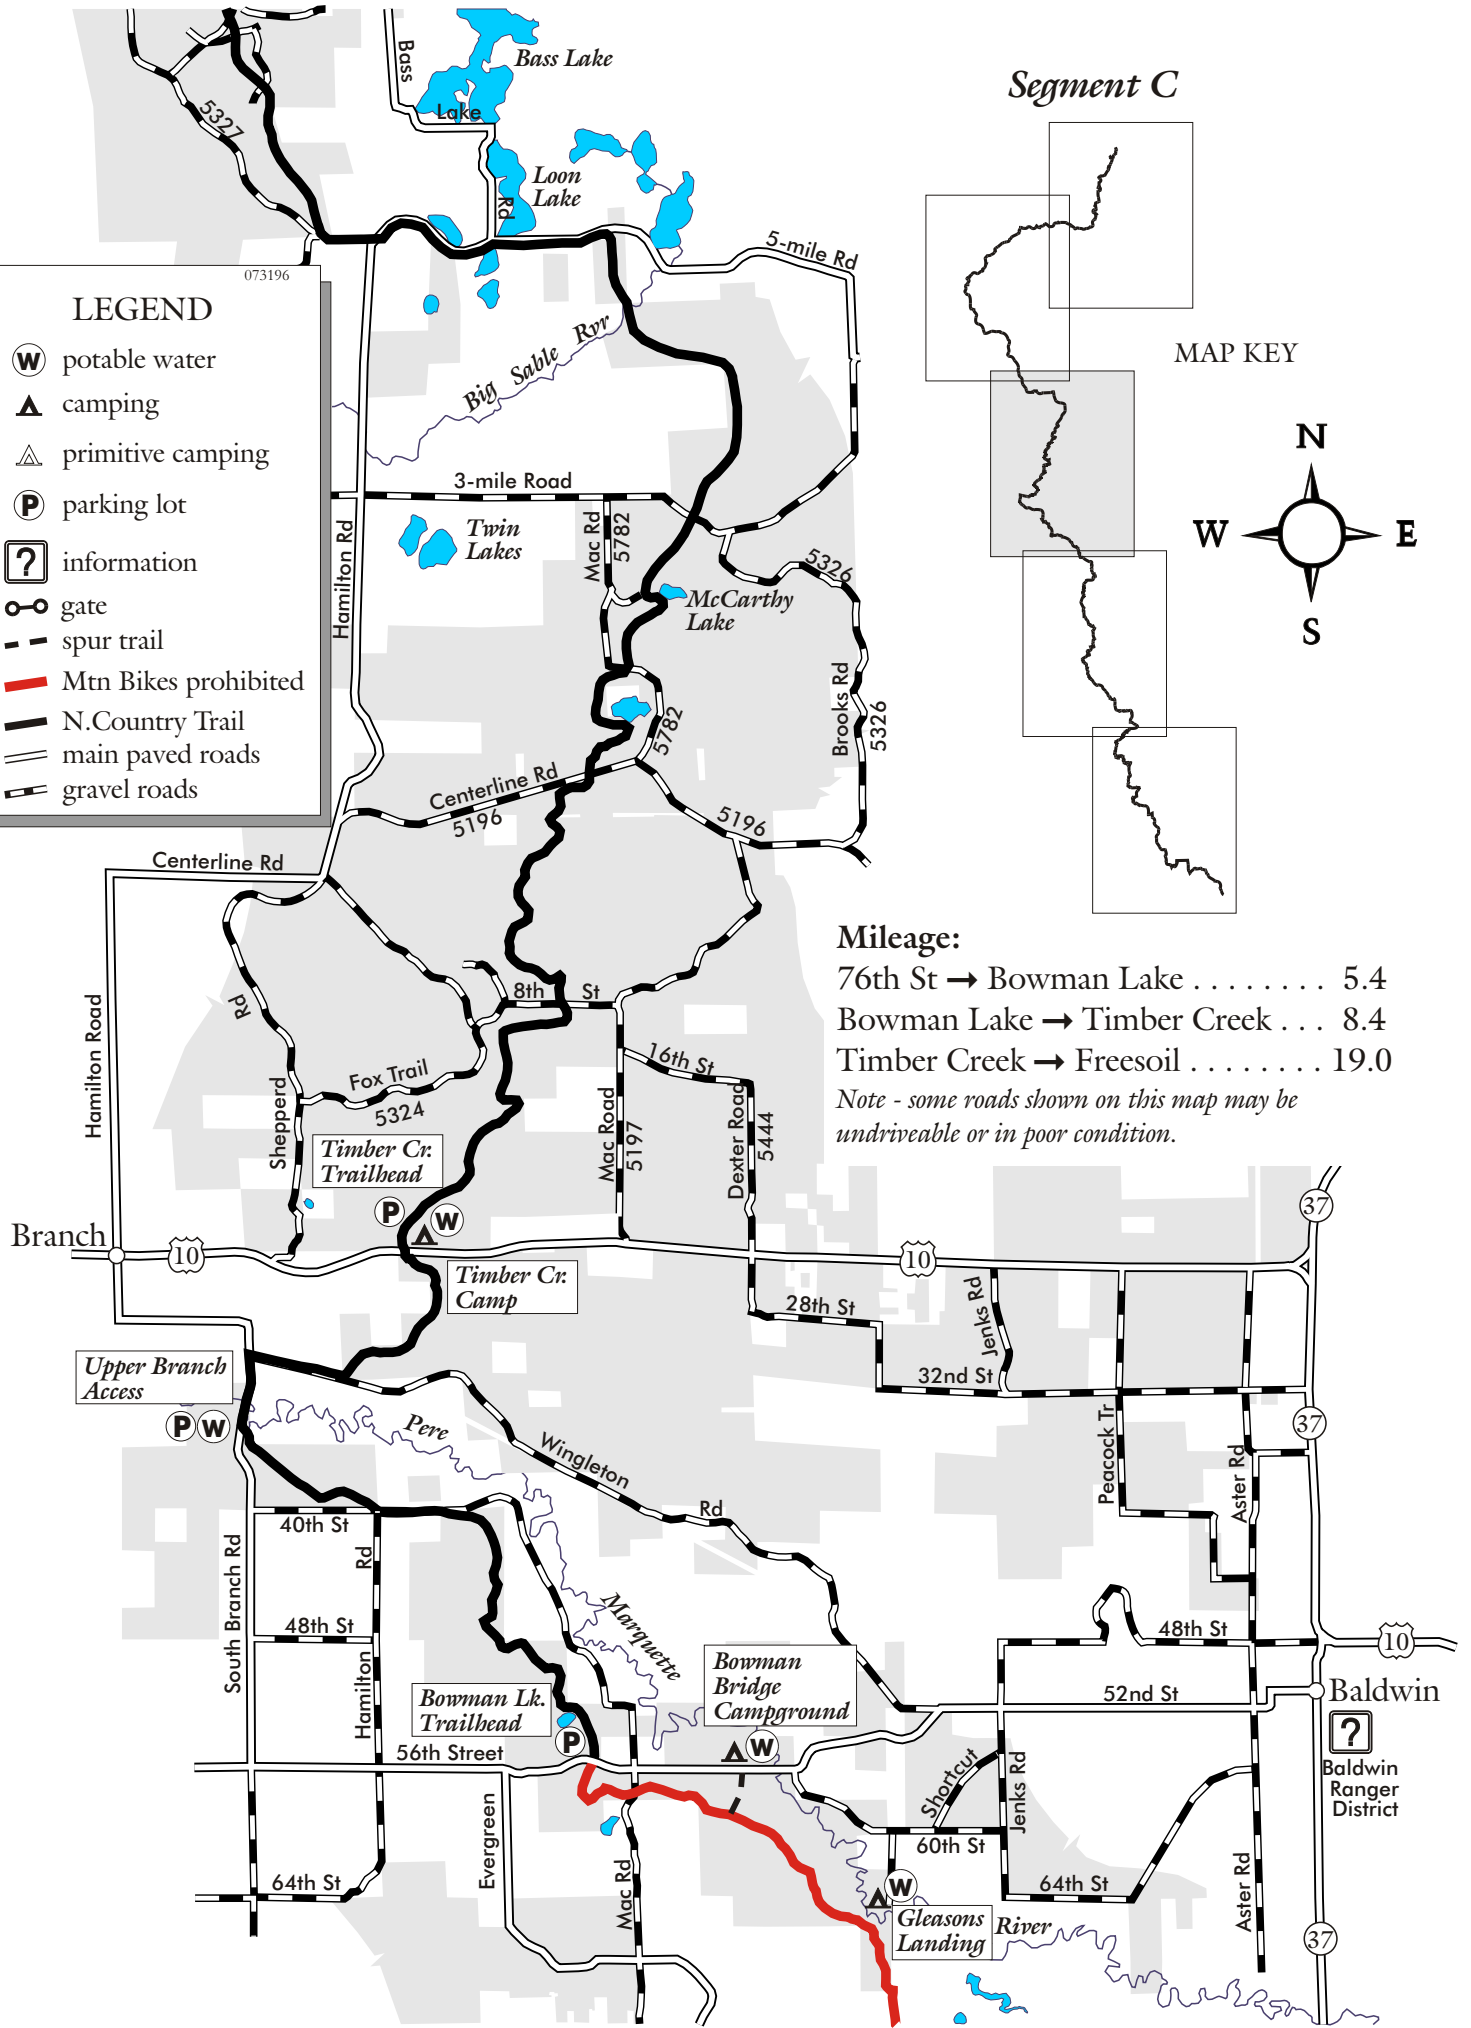 Bass
Lake
Rd
Bass Lake
Loon
Lake
5327
5-mile Rd
Segment C
MAP KEY
N
W
E
S
073196
LEGEND
W potable water
camping
primitive camping
P parking lot
? information
gate
spur trail
Mtn Bikes prohibited
N.Country Trail
main paved roads
gravel roads
Big Sable Rvr
3-mile Road
Twin
Lakes
Hamilton Rd
Mac Rd
5782
5326
McCarthy
Lake
Brooks Rd
5326
5782
Centerline Rd
5196
5196
Centerline Rd
Hamilton Road
Shepperd
Rd
8th St
Fox Trail
5324
16th St
Mac Road
5197
Dexter Road
5444
Mileage:
76th St → Bowman Lake . . . . . . . . 5.4
Bowman Lake → Timber Creek . . . 8.4
Timber Creek → Freesoil . . . . . . . . 19.0
Note - some roads shown on this map may be
undriveable or in poor condition.
Timber Cr.
Trailhead
P
W
Branch
10
10
37
Timber Cr.
Camp
28th St
Jenks Rd
32nd St
Upper Branch
Access
P W
Pere
37
Peacock Tr
Aster Rd
Wingleton
Rd
40th St
South Branch Rd
Rd
Hamilton
48th St
Marquette
48th St
10
Bowman
Bridge
Campground
W
52nd St
Baldwin
?
Baldwin
Ranger
District
Bowman Lk.
Trailhead
P
56th Street
Shortcut
Jenks Rd
60th St
Evergreen
64th St
Mac Rd
W
Gleasons
Landing
River
64th St
Aster Rd
37